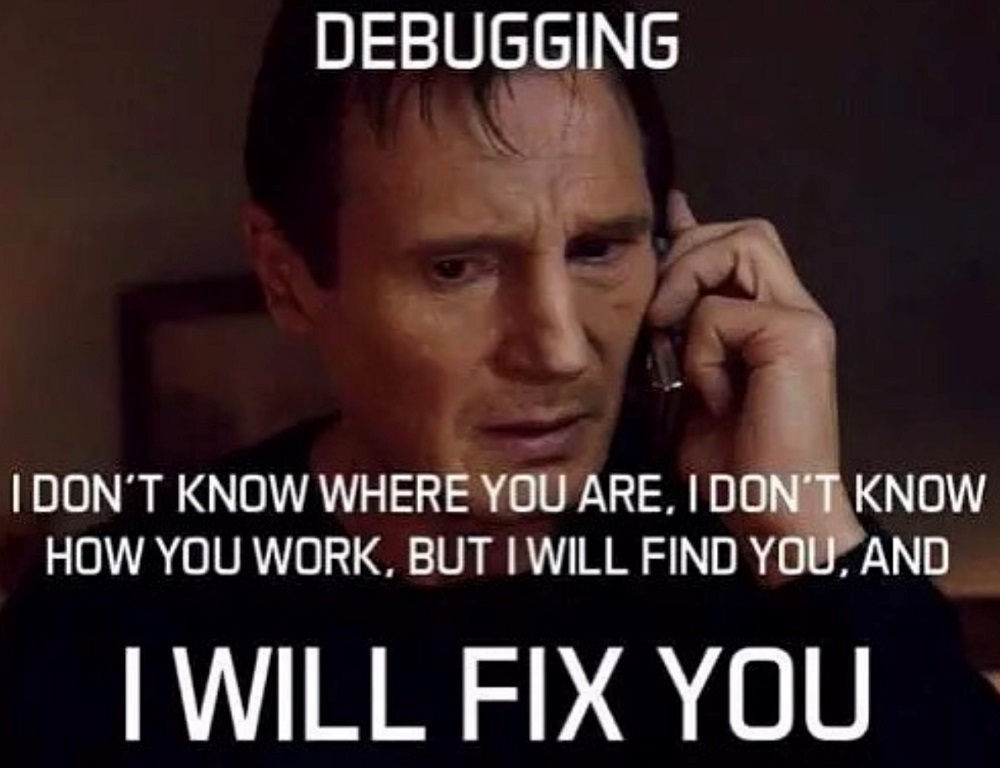 DEBUGGING
I DON'T KNOW WHERE YOU ARE, I DON'T KNOW
HOW YOU WORK, BUT I WILL FIND YOU, AND
I WILL FIX YOU